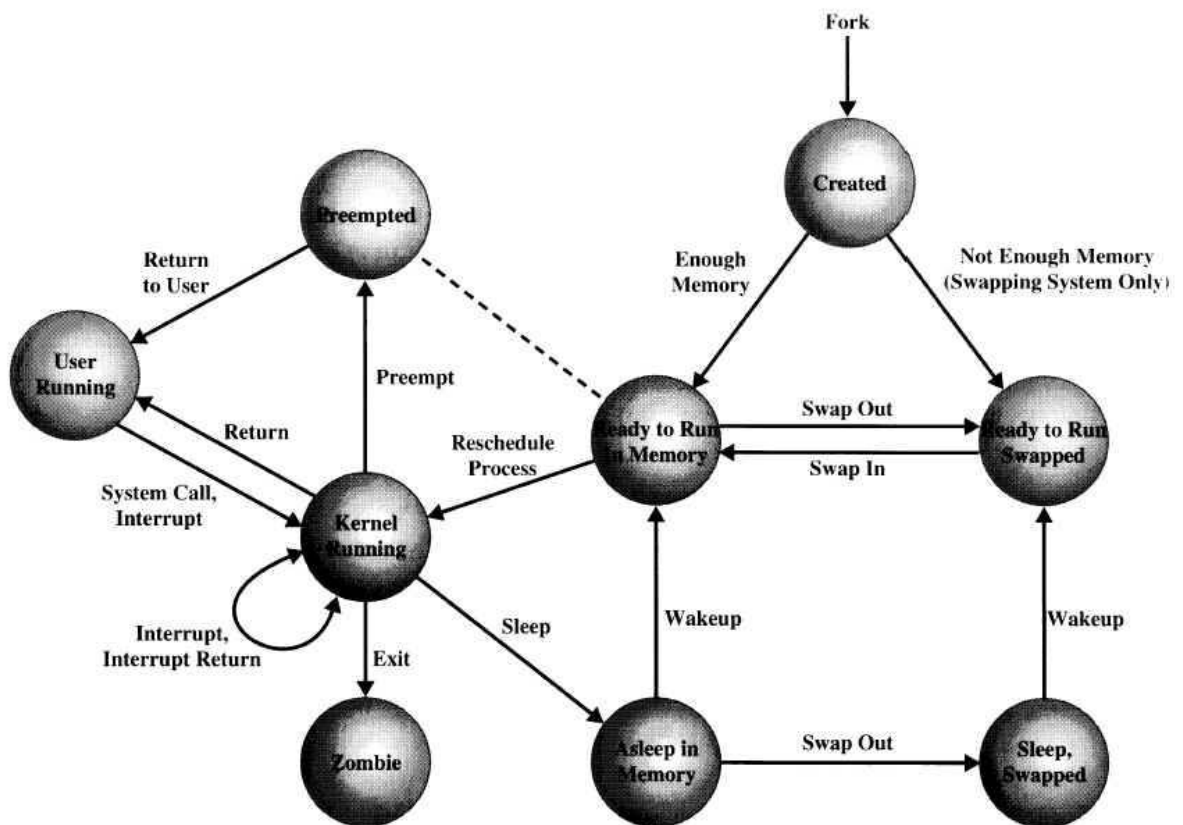 Fork
Created
Preempted
Enough
Memory
Not Enough Memory
(Swapping System Only)
Return
to User
User
Running
Preempt
Return
Reschedule
Process
Ready to Run
in Memory
Swap Out
Swap In
Ready to Run
Swapped
System Call,
Interrupt
Kernel
Running
Interrupt,
Interrupt Return
Sleep
Wakeup
Wakeup
Exit
Zombie
Asleep in
Memory
Swap Out
Sleep,
Swapped